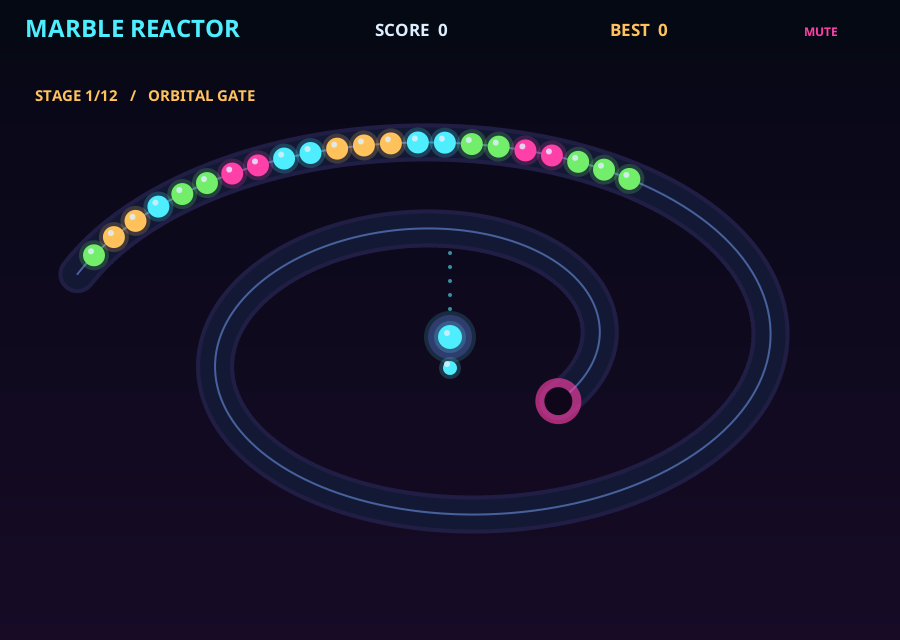 MARBLE REACTOR SCORE 0 BEST 0 MUTE
STAGE 1/12 / ORBITAL GATE